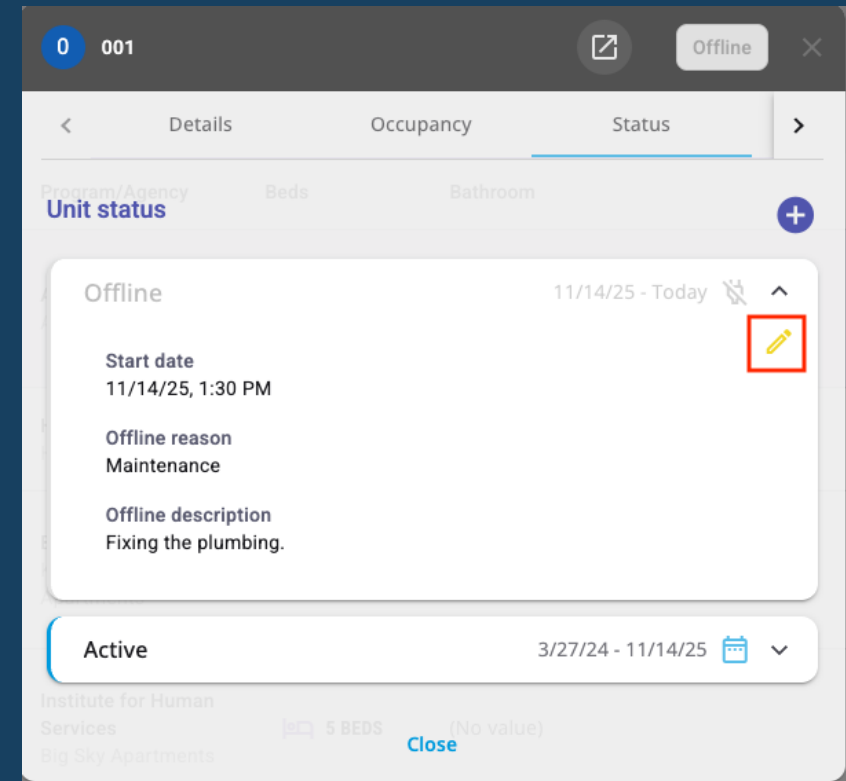 0 001 Offline
Details Occupancy Status
Program/Agency Beds Bathroom
Unit status
Offline 11/14/25 - Today
Start date
11/14/25, 1:30 PM
Offline reason
Maintenance
Offline description
Fixing the plumbing.
Active 3/27/24 - 11/14/25
Institute for Human
Services 5 BEDS (No value)
Big Sky Apartments
Close